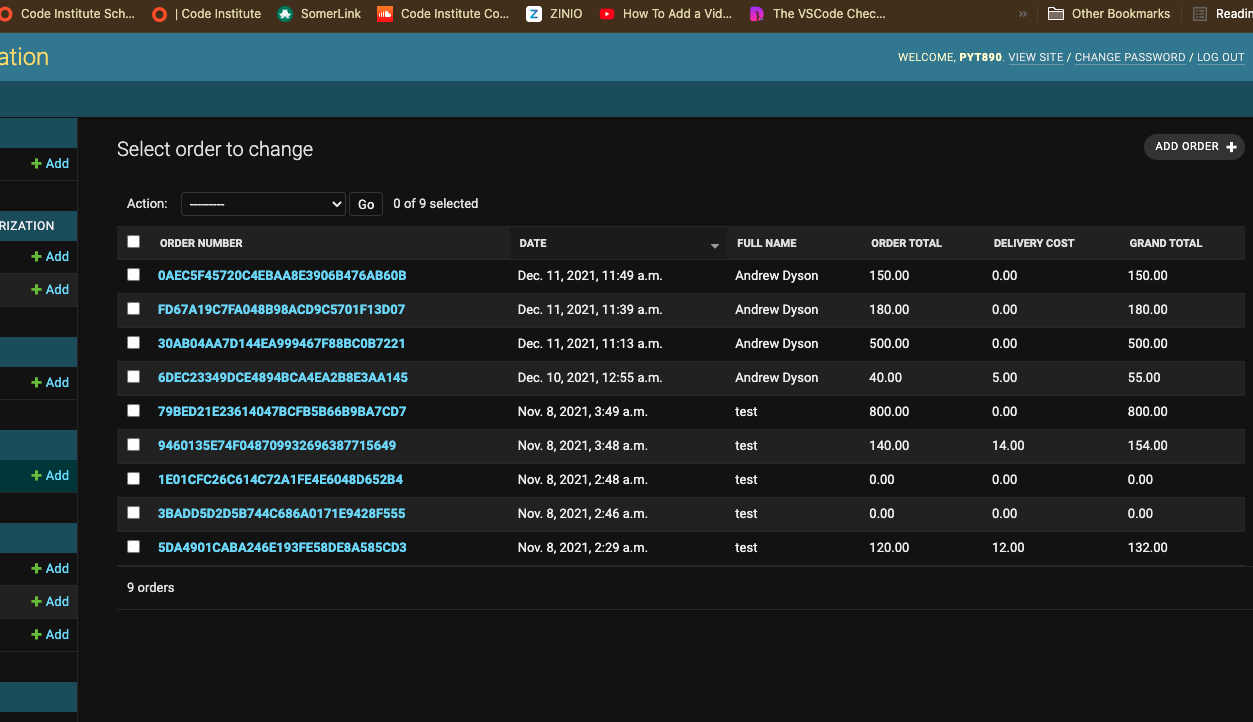 Code Institute Sch... | Code Institute SomerLink Code Institute Co... ZINIO How To Add a Vid... The VSCode Chec... » Other Bookmarks Readin
ation WELCOME, PYT890. VIEW SITE / CHANGE PASSWORD / LOG OUT
Select order to change ADD ORDER +
+ Add
Action: --------- Go 0 of 9 selected
RIZATION
ORDER NUMBER DATE FULL NAME ORDER TOTAL DELIVERY COST GRAND TOTAL
+ Add
0AEC5F45720C4EBAA8E3906B476AB60B Dec. 11, 2021, 11:49 a.m. Andrew Dyson 150.00 0.00 150.00
+ Add
FD67A19C7FA048B98ACD9C5701F13D07 Dec. 11, 2021, 11:39 a.m. Andrew Dyson 180.00 0.00 180.00
30AB04AA7D144EA999467F88BC0B7221 Dec. 11, 2021, 11:13 a.m. Andrew Dyson 500.00 0.00 500.00
+ Add
6DEC23349DCE4894BCA4EA2B8E3AA145 Dec. 10, 2021, 12:55 a.m. Andrew Dyson 40.00 5.00 55.00
79BED21E23614047BCFB5B66B9BA7CD7 Nov. 8, 2021, 3:49 a.m. test 800.00 0.00 800.00
9460135E74F048709932696387715649 Nov. 8, 2021, 3:48 a.m. test 140.00 14.00 154.00
+ Add
1E01CFC26C614C72A1FE4E6048D652B4 Nov. 8, 2021, 2:48 a.m. test 0.00 0.00 0.00
3BADD5D2D5B744C686A0171E9428F555 Nov. 8, 2021, 2:46 a.m. test 0.00 0.00 0.00
5DA4901CABA246E193FE58DE8A585CD3 Nov. 8, 2021, 2:29 a.m. test 120.00 12.00 132.00
+ Add
9 orders
+ Add
+ Add